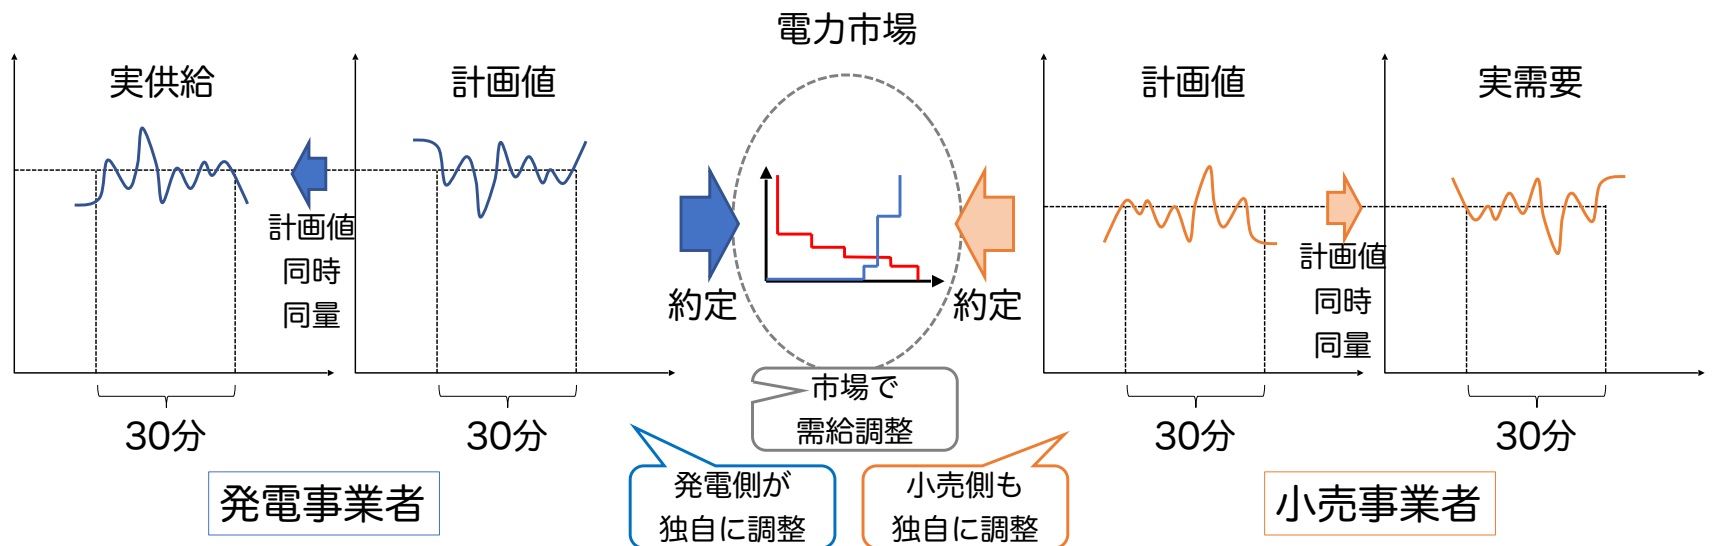 電力市場
実供給
計画値
計画値
実需要
計画値
同時
同量
約定
約定
計画値
同時
同量
市場で
需給調整
30分
30分
30分
30分
発電側が
独自に調整
小売側も
独自に調整
発電事業者
小売事業者